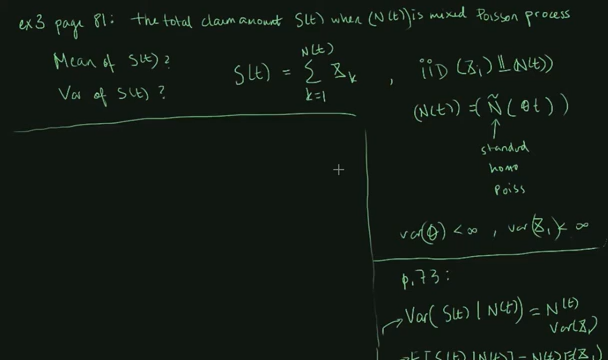 ex3 page 81: the total claim amount S(t) when (N(t)) is mixed Poisson process
Mean of S(t)?
Var of S(t)?
S(t) = ∑_{k=1}^{N(t)} X_k , iiD (X_i) ⫫ (N(t))
(N(t)) = (Ñ(θt))
standard
homo
Poiss
var(θ) < ∞ , var(X_1) < ∞
p.73:
Var(S(t) | N(t)) = N(t)
Var(X_1)
E[S(t) | N(t)] = N(t) E(X_1)